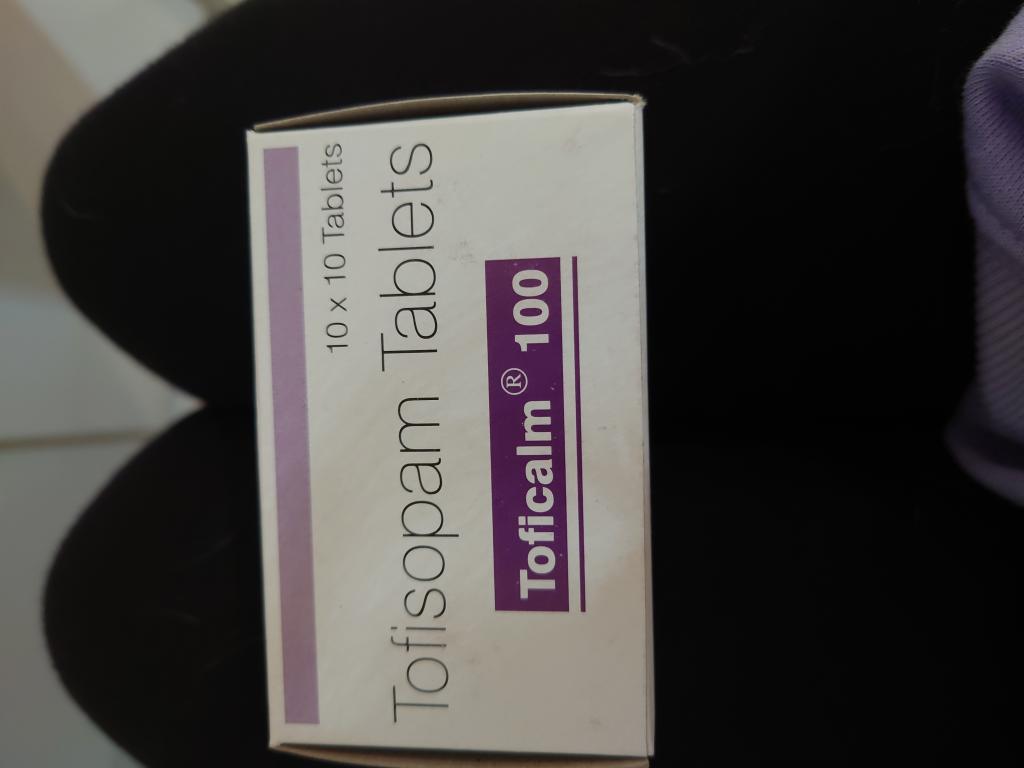 10 x 10 Tablets
Tofisopam Tablets
Toficalm® 100